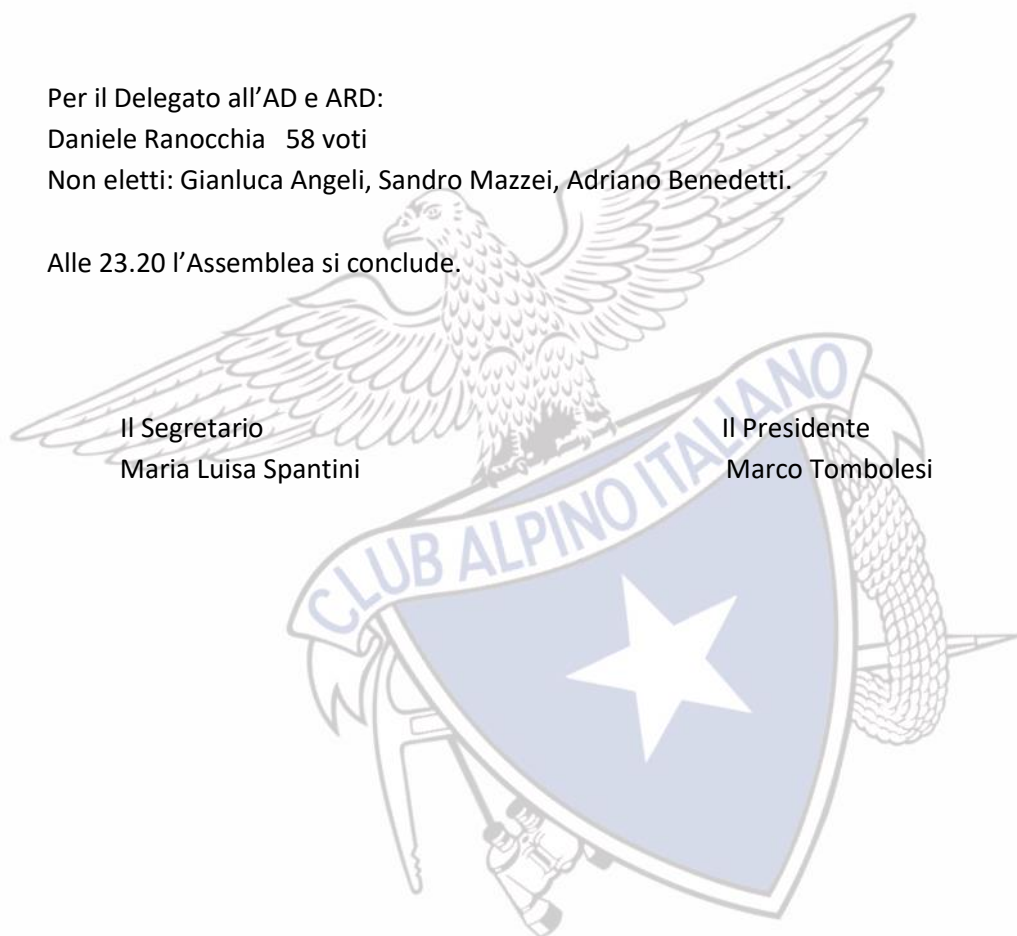 Per il Delegato all’AD e ARD:
Daniele Ranocchia 58 voti
Non eletti: Gianluca Angeli, Sandro Mazzei, Adriano Benedetti.
Alle 23.20 l’Assemblea si conclude.
Il Segretario Il Presidente
Maria Luisa Spantini Marco Tombolesi
CLUB ALPINO ITALIANO